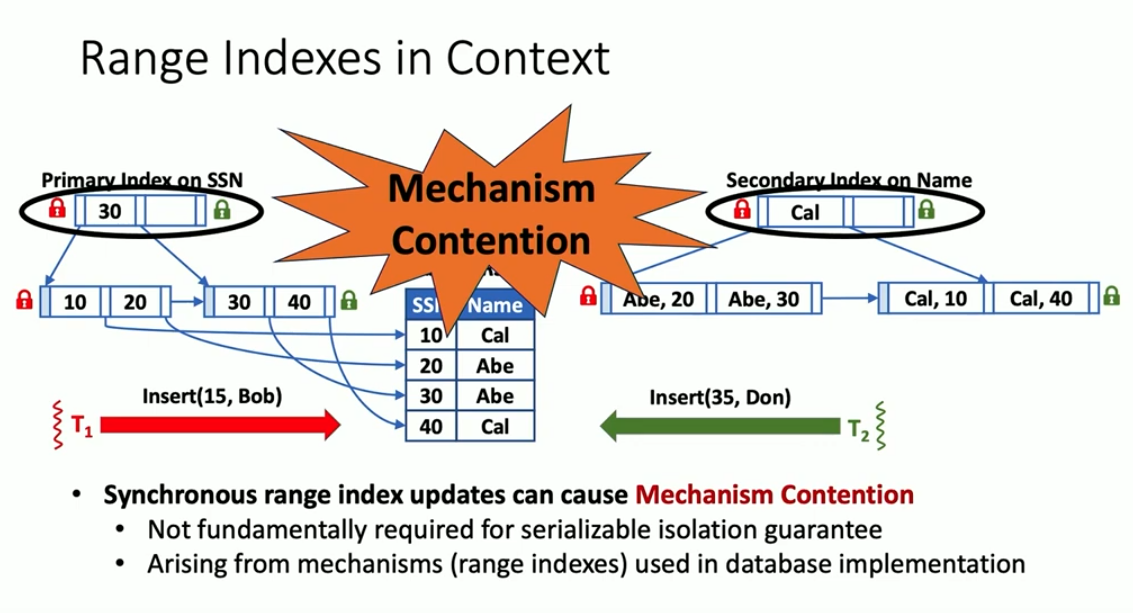 Range Indexes in Context
Primary Index on SSN
30
10 20
30 40
Mechanism
Contention
Name
10 Cal
20 Abe
30 Abe
40 Cal
Secondary Index on Name
Cal
Abe, 20 Abe, 30
Cal, 10 Cal, 40
Insert(15, Bob)
T1
Insert(35, Don)
T2
• Synchronous range index updates can cause Mechanism Contention
• Not fundamentally required for serializable isolation guarantee
• Arising from mechanisms (range indexes) used in database implementation